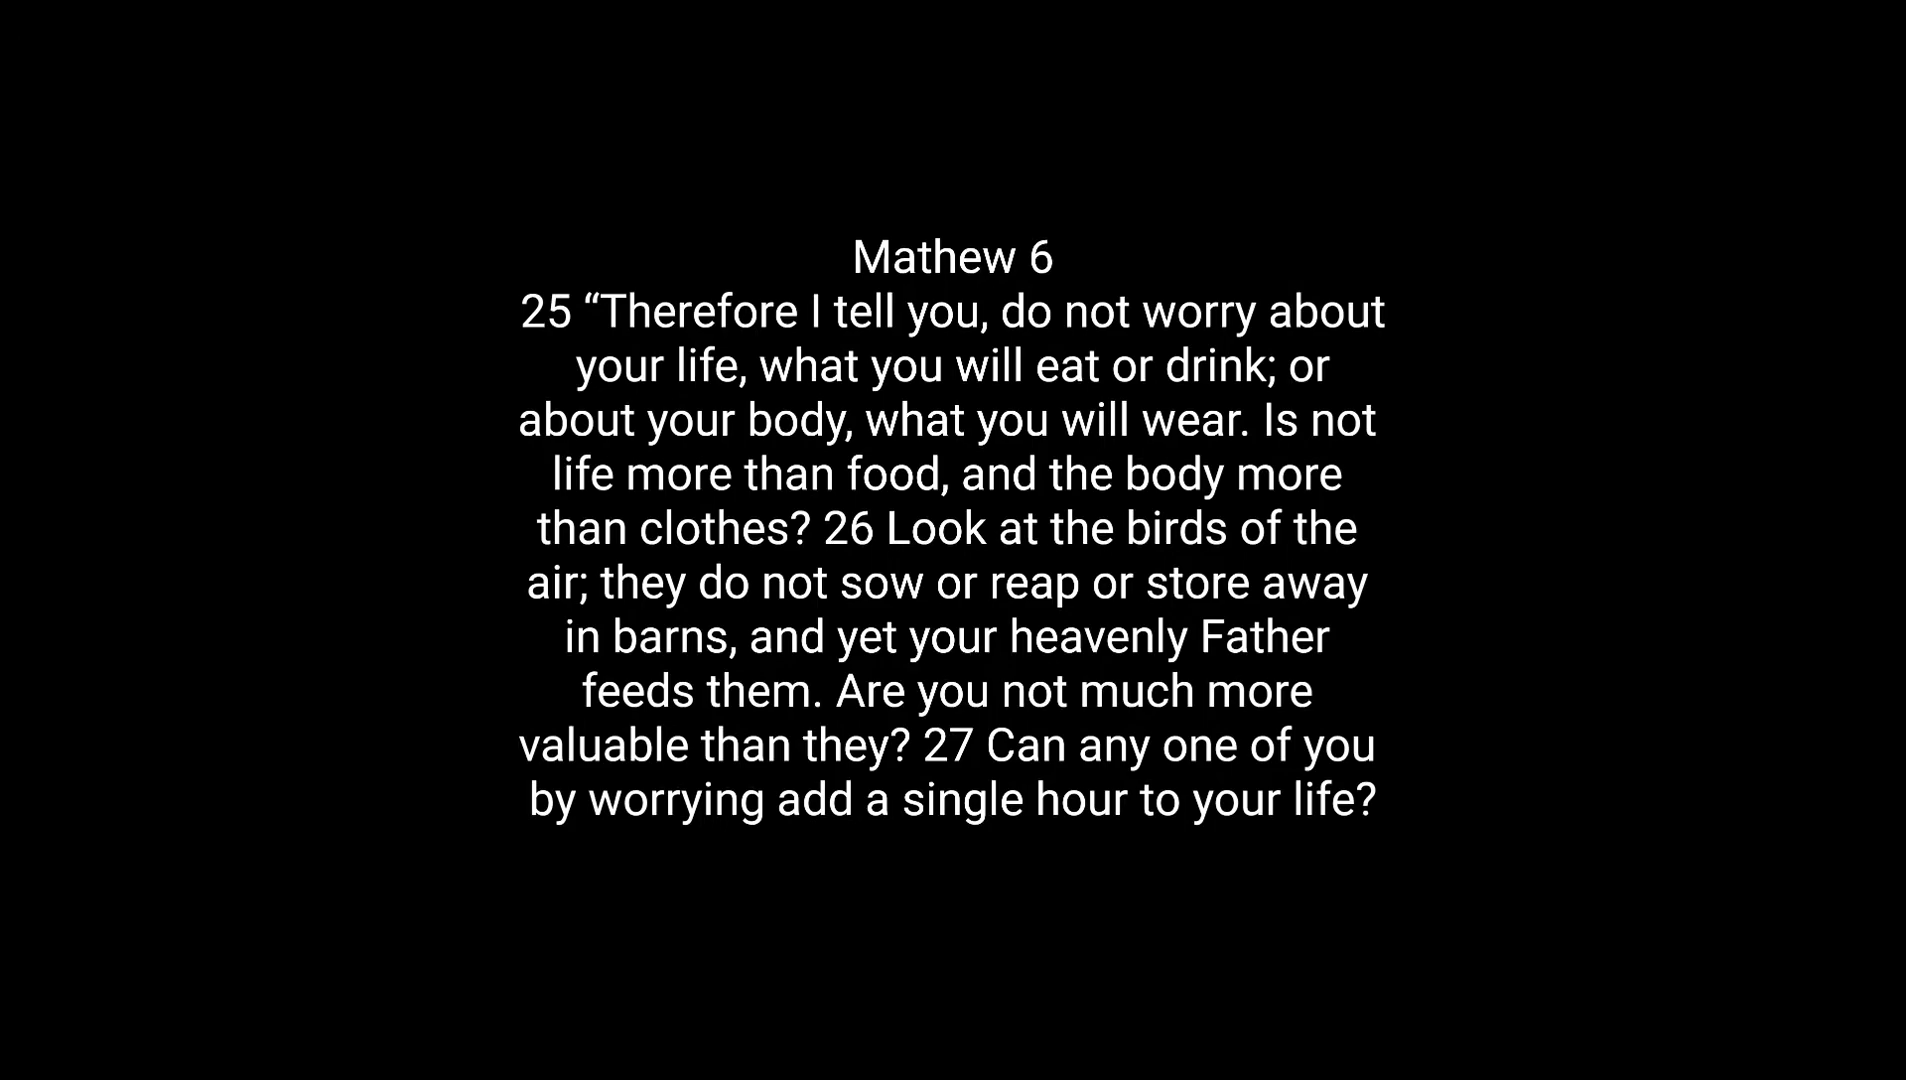 Mathew 6
25 “Therefore I tell you, do not worry about
your life, what you will eat or drink; or
about your body, what you will wear. Is not
life more than food, and the body more
than clothes? 26 Look at the birds of the
air; they do not sow or reap or store away
in barns, and yet your heavenly Father
feeds them. Are you not much more
valuable than they? 27 Can any one of you
by worrying add a single hour to your life?